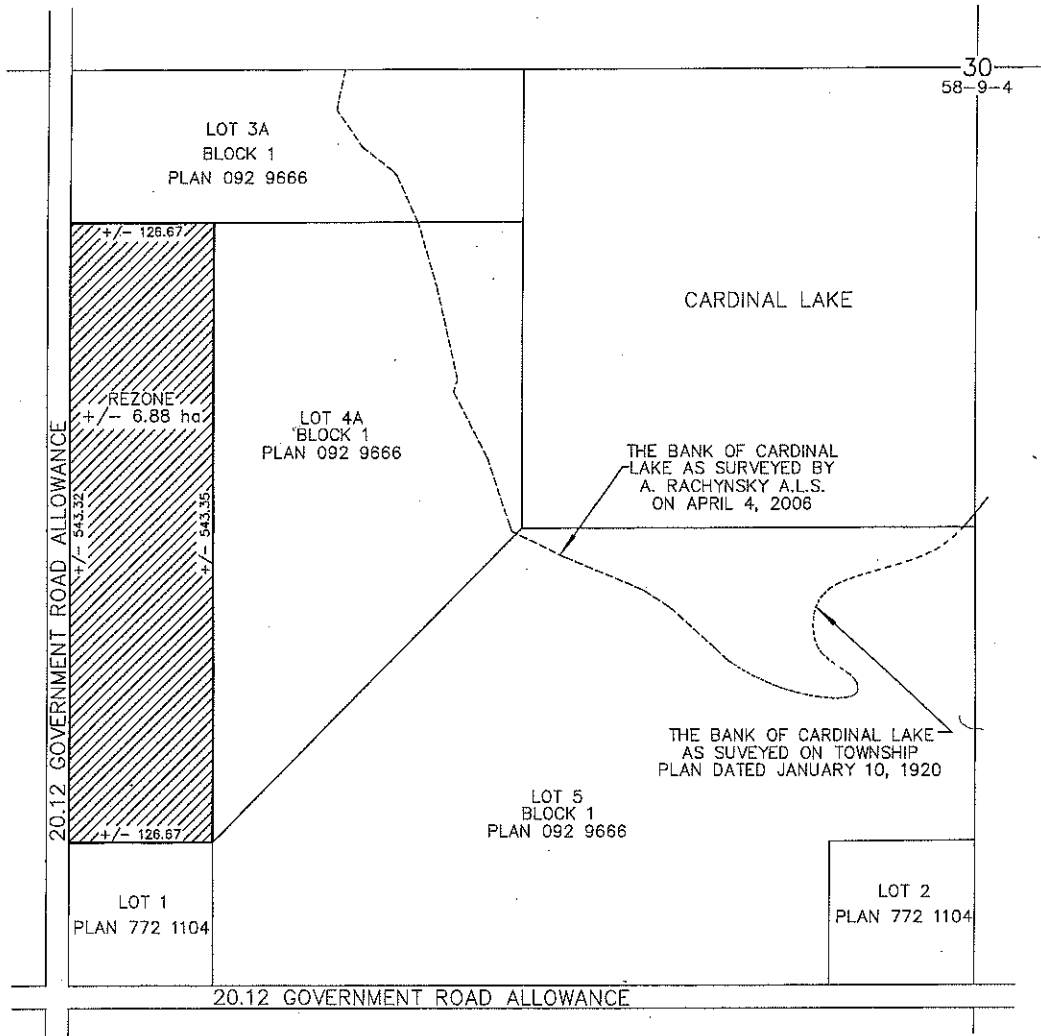 30
58-9-4
LOT 3A
BLOCK 1
PLAN 092 9666
+/- 126.67
CARDINAL LAKE
REZONE
+/- 6.88 ha
LOT 4A
BLOCK 1
PLAN 092 9666
20.12 GOVERNMENT ROAD ALLOWANCE
+/- 543.32
+/- 543.35
THE BANK OF CARDINAL
LAKE AS SURVEYED BY
A. RACHYNSKY A.L.S.
ON APRIL 4, 2006
THE BANK OF CARDINAL LAKE
AS SUVEYED ON TOWNSHIP
PLAN DATED JANUARY 10, 1920
LOT 5
BLOCK 1
PLAN 092 9666
+/- 126.67
LOT 1
PLAN 772 1104
LOT 2
PLAN 772 1104
20.12 GOVERNMENT ROAD ALLOWANCE